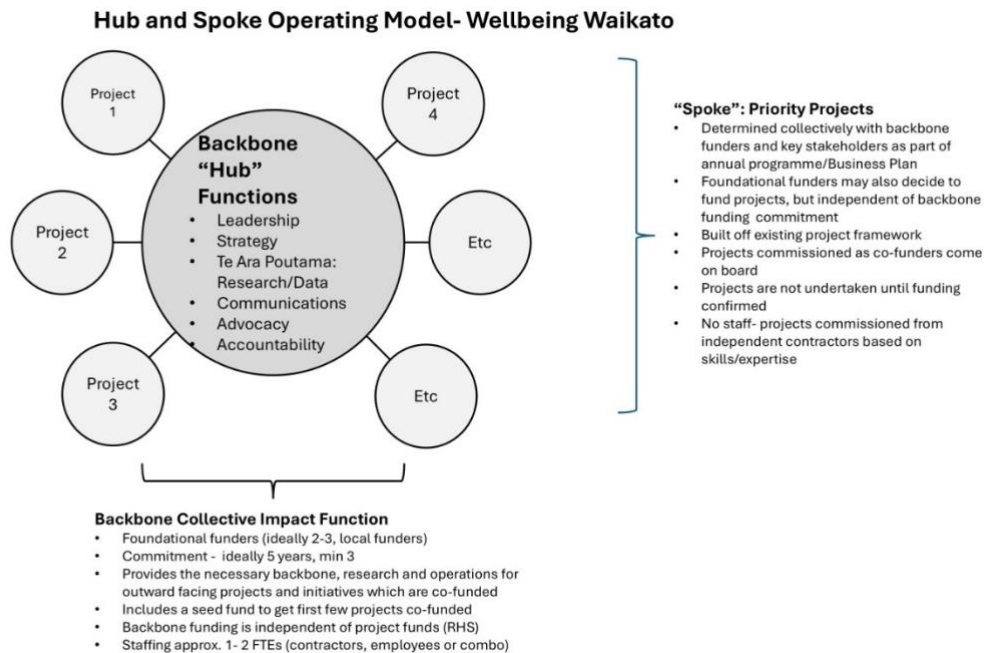 Hub and Spoke Operating Model- Wellbeing Waikato
Project
1
Project
2
Project
3
Project
4
Etc
Etc
Backbone
“Hub”
Functions
• Leadership
• Strategy
• Te Ara Poutama:
Research/Data
• Communications
• Advocacy
• Accountability
“Spoke”: Priority Projects
• Determined collectively with backbone
funders and key stakeholders as part of
annual programme/Business Plan
• Foundational funders may also decide to
fund projects, but independent of backbone
funding commitment
• Built off existing project framework
• Projects commissioned as co-funders come
on board
• Projects are not undertaken until funding
confirmed
• No staff- projects commissioned from
independent contractors based on
skills/expertise
Backbone Collective Impact Function
• Foundational funders (ideally 2-3, local funders)
• Commitment - ideally 5 years, min 3
• Provides the necessary backbone, research and operations for
outward facing projects and initiatives which are co-funded
• Includes a seed fund to get first few projects co-funded
• Backbone funding is independent of project funds (RHS)
• Staffing approx. 1- 2 FTEs (contractors, employees or combo)